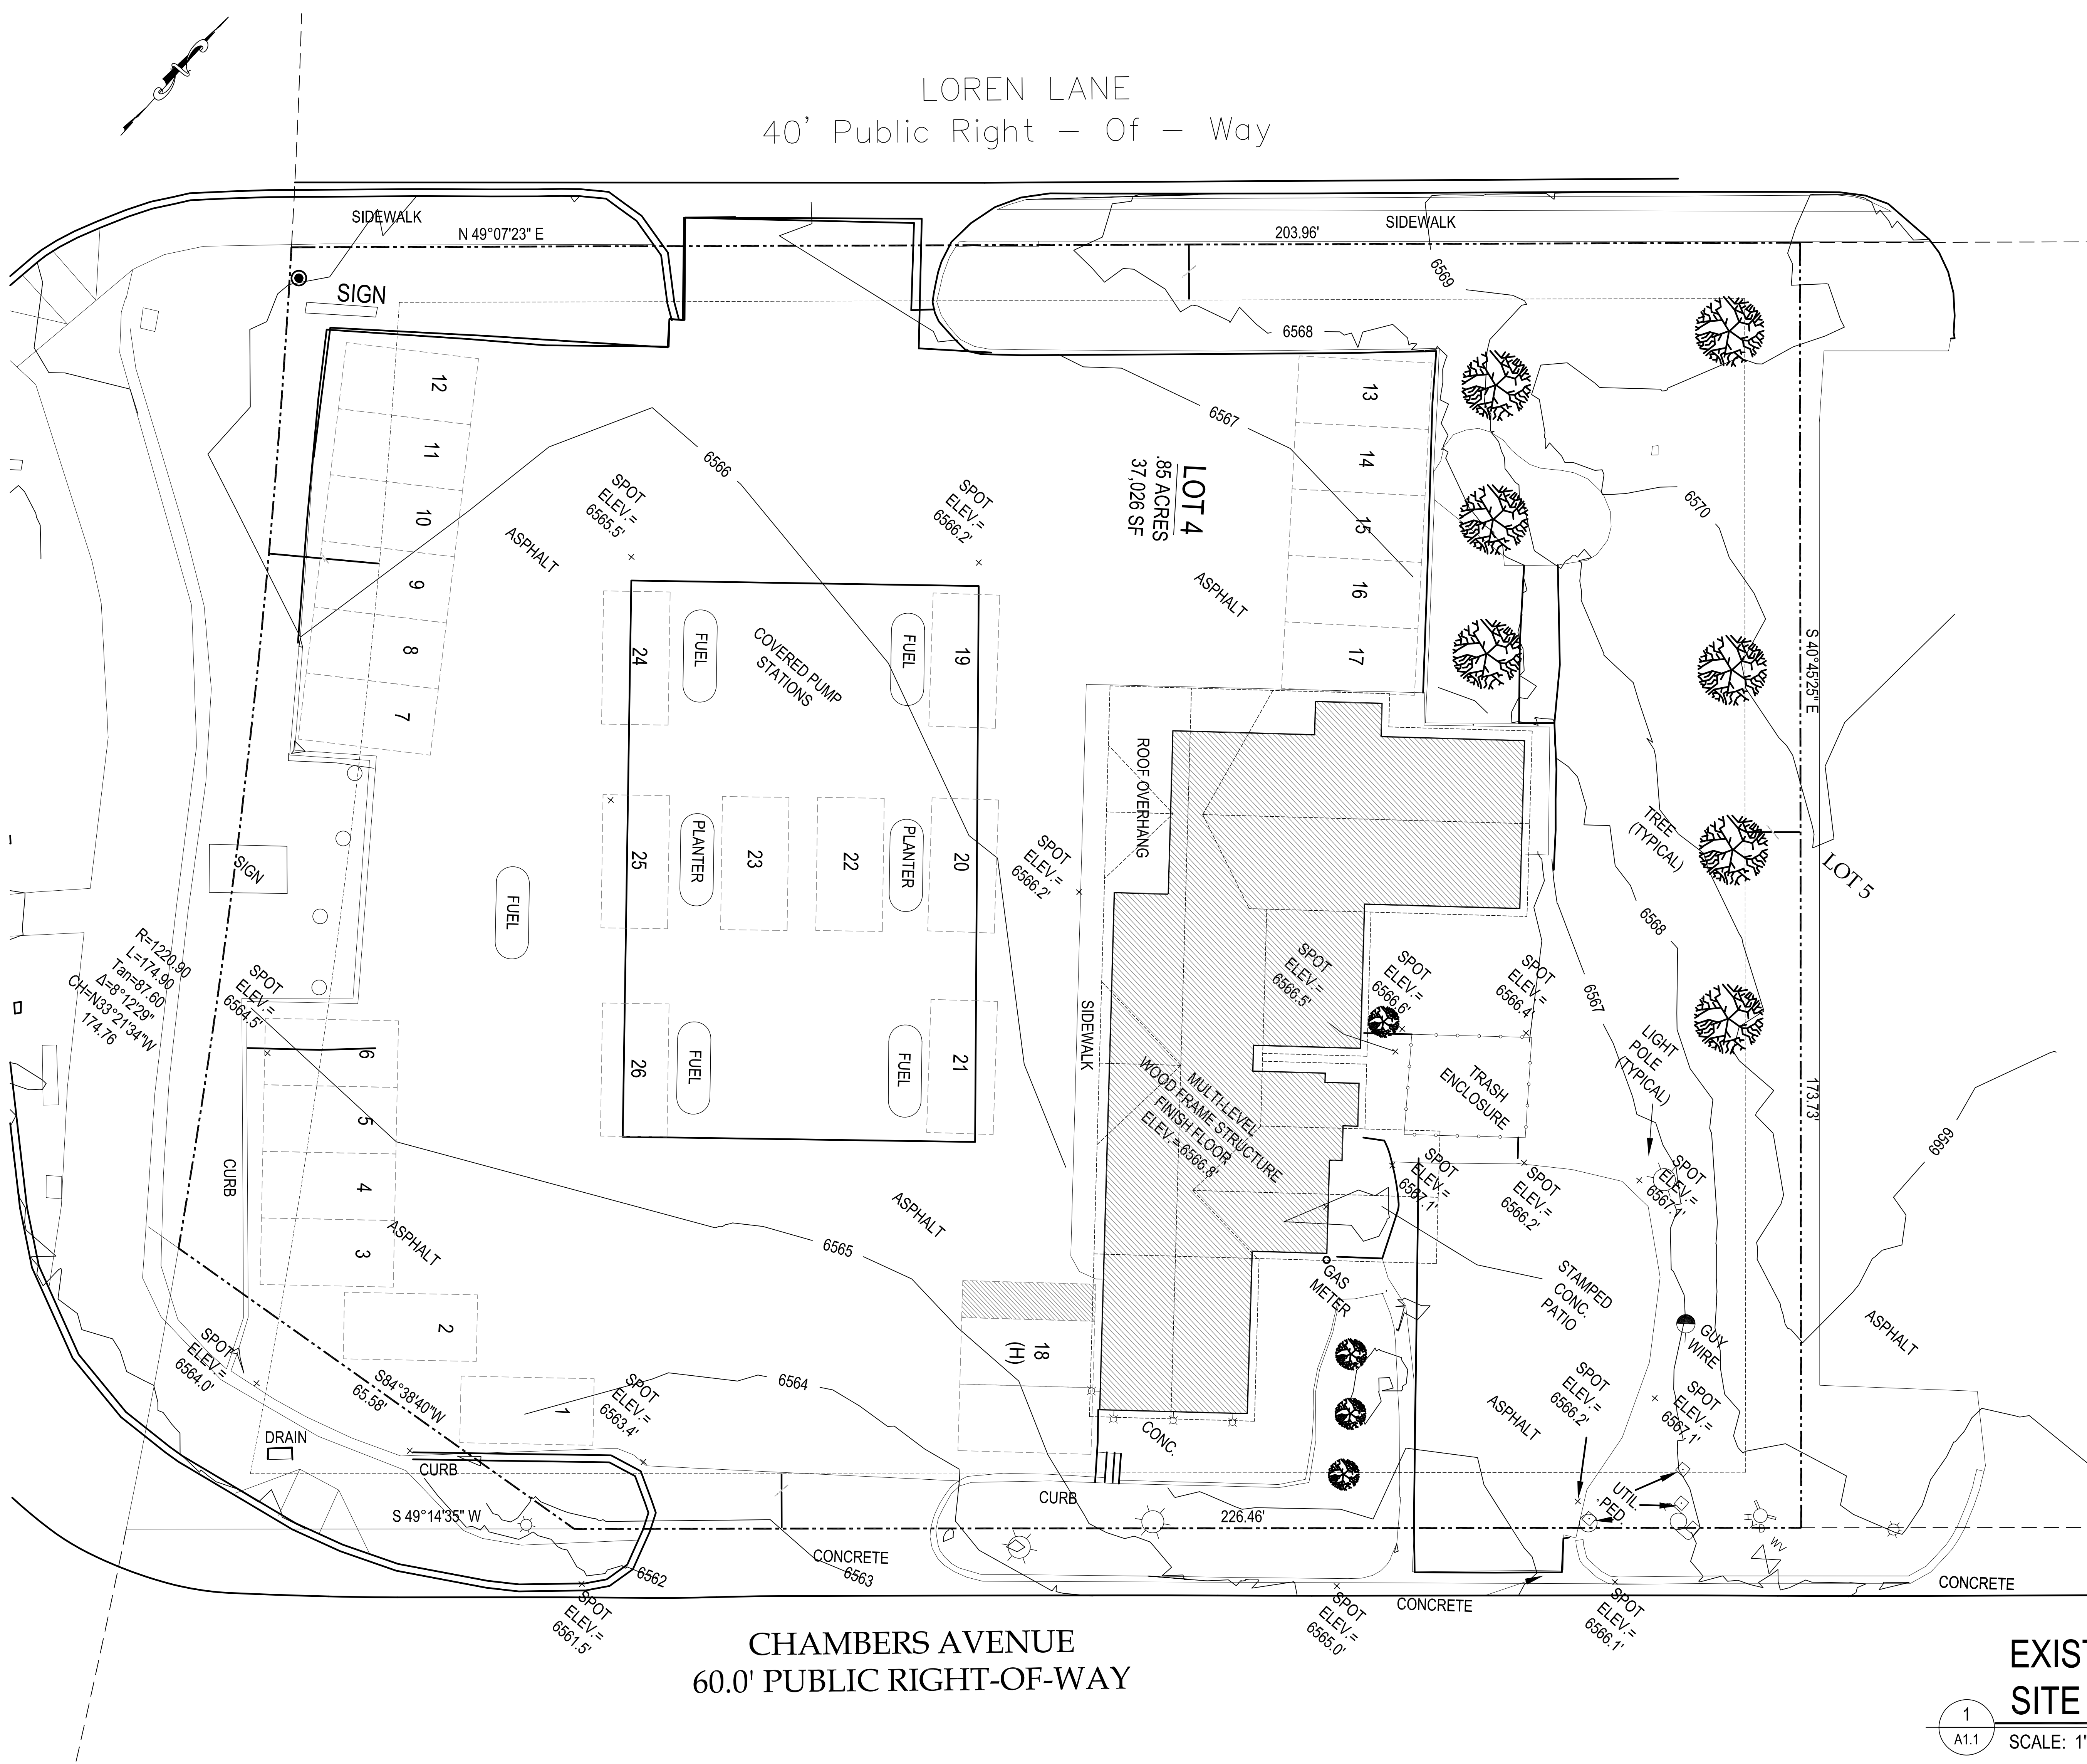 LOREN LANE
40' Public Right - Of - Way
SIDEWALK
N 49°07'23" E
203.96'
SIDEWALK
SIGN
6569
6568
12
11
10
9
8
7
13
14
15
16
17
6567
6566
SPOT
ELEV.=
6565.5'
SPOT
ELEV.=
6566.2'
LOT 4
.85 ACRES
37,026 SF
ASPHALT
ASPHALT
6570
COVERED PUMP
STATIONS
24
FUEL
FUEL
19
S 40°45'25" E
ROOF OVERHANG
25
PLANTER
23
22
PLANTER
20
SPOT
ELEV.=
6566.2'
TREE
(TYPICAL)
LOT 5
SIGN
FUEL
6568
R=1220.90
L=174.90
Tan=87.60
Δ=8°12'29"
CH=N33°21'34"W
174.76
SPOT
ELEV.=
6564.5'
SPOT
ELEV.=
6566.5'
SPOT
ELEV.=
6566.6'
SPOT
ELEV.=
6566.4'
6567
SIDEWALK
26
FUEL
FUEL
21
LIGHT
POLE
(TYPICAL)
TRASH
ENCLOSURE
MULTI-LEVEL
WOOD FRAME STRUCTURE
FINISH FLOOR
ELEV.= 6566.8'
173.73'
6
5
4
3
2
1
CURB
ASPHALT
ASPHALT
6565
SPOT
ELEV.=
6567.1'
SPOT
ELEV.=
6566.2'
SPOT
ELEV.=
6567.1'
6569
GAS
METER
STAMPED
CONC.
PATIO
GUY
WIRE
ASPHALT
SPOT
ELEV.=
6564.0'
S84°38'40"W
65.58'
SPOT
ELEV.=
6563.4'
6564
18
(H)
CONC.
ASPHALT
SPOT
ELEV.=
6566.2'
SPOT
ELEV.=
6567.1'
DRAIN
CURB
CURB
UTIL.
PED.
S 49°14'35" W
226.46'
WV
CONCRETE
6562
6563
SPOT
ELEV.=
6561.5'
SPOT
ELEV.=
6565.0'
CONCRETE
SPOT
ELEV.=
6566.1'
CONCRETE
CHAMBERS AVENUE
60.0' PUBLIC RIGHT-OF-WAY
EXIST
SITE
1
A1.1
SCALE: 1'